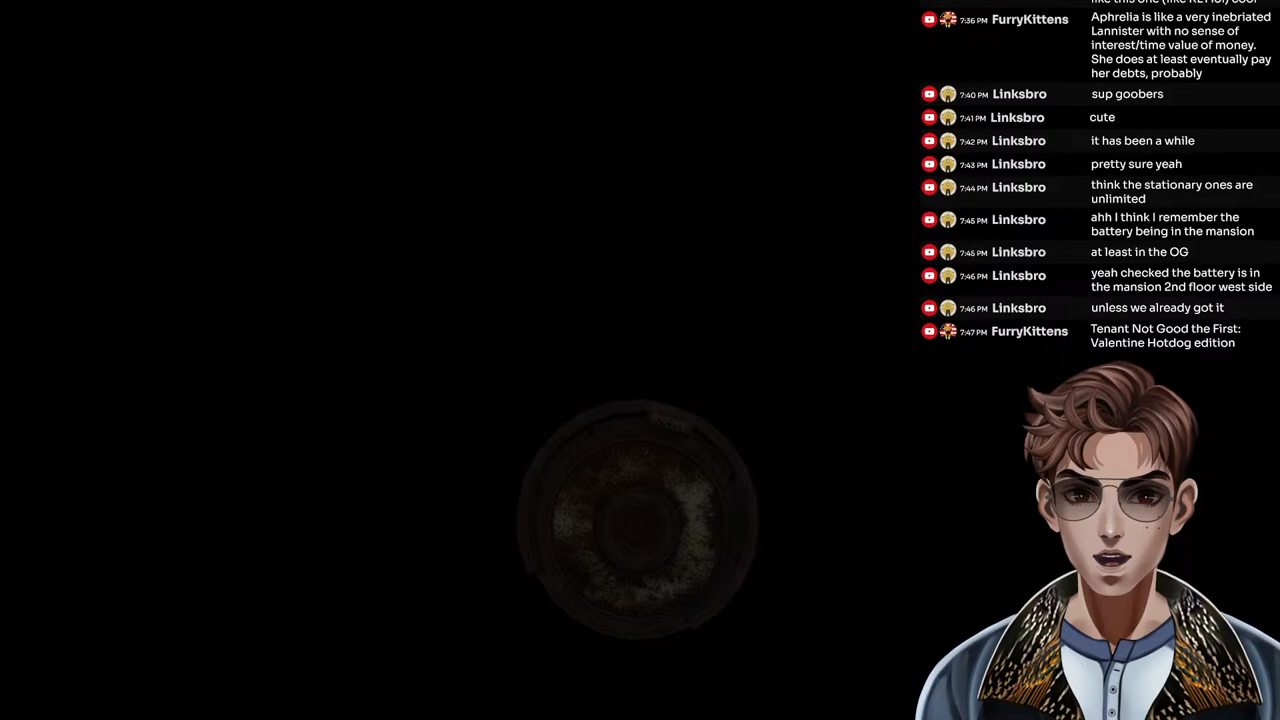 7:36 PM FurryKittens Aphrelia is like a very inebriated
Lannister with no sense of
interest/time value of money.
She does at least eventually pay
her debts, probably
7:40 PM Linksbro sup goobers
7:41 PM Linksbro cute
7:42 PM Linksbro it has been a while
7:43 PM Linksbro pretty sure yeah
7:44 PM Linksbro think the stationary ones are
unlimited
7:45 PM Linksbro ahh I think I remember the
battery being in the mansion
7:45 PM Linksbro at least in the OG
7:46 PM Linksbro yeah checked the battery is in
the mansion 2nd floor west side
7:46 PM Linksbro unless we already got it
7:47 PM FurryKittens Tenant Not Good the First:
Valentine Hotdog edition